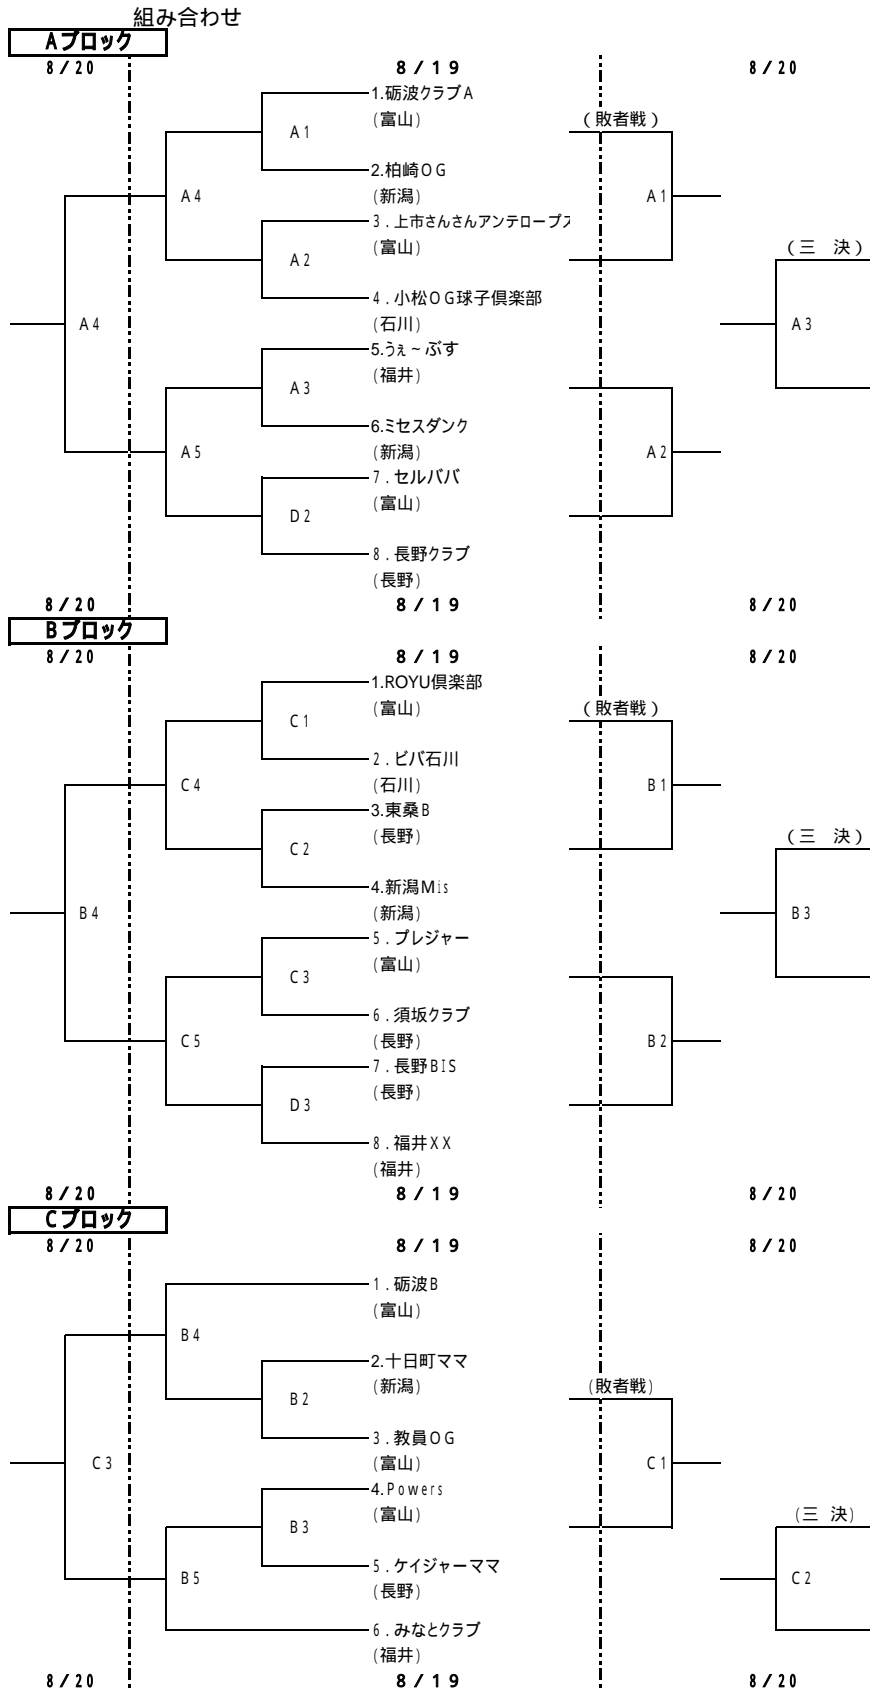 組み合わせ
Aブロック
8/20 8/19 8/20
1.砺波クラブA
(富山) (敗者戦)
A1
2.柏崎OG
A4 (新潟) A1
3.上市さんさんアンテロープス
(富山) (三 決)
A2
4.小松OG球子倶楽部
A4 (石川) A3
5.うぇ～ぶす
(福井)
A3
6.ミセスダンク
A5 (新潟) A2
7.セルババ
(富山)
D2
8.長野クラブ
(長野)
8/20 8/19 8/20
Bブロック
8/20 8/19 8/20
1.ROYU倶楽部
(富山) (敗者戦)
C1
2.ビバ石川
C4 (石川) B1
3.東桑B
(長野) (三 決)
C2
4.新潟Mis
B4 (新潟) B3
5.プレジャー
(富山)
C3
6.須坂クラブ
C5 (長野) B2
7.長野BIS
(長野)
D3
8.福井XX
(福井)
8/20 8/19 8/20
Cブロック
8/20 8/19 8/20
1.砺波B
(富山)
B4
2.十日町ママ
(新潟) (敗者戦)
B2
3.教員OG
C3 (富山) C1
4.Powers
(富山) (三 決)
B3
5.ケイジャーママ
B5 (長野) C2
6.みなとクラブ
(福井)
8/20 8/19 8/20